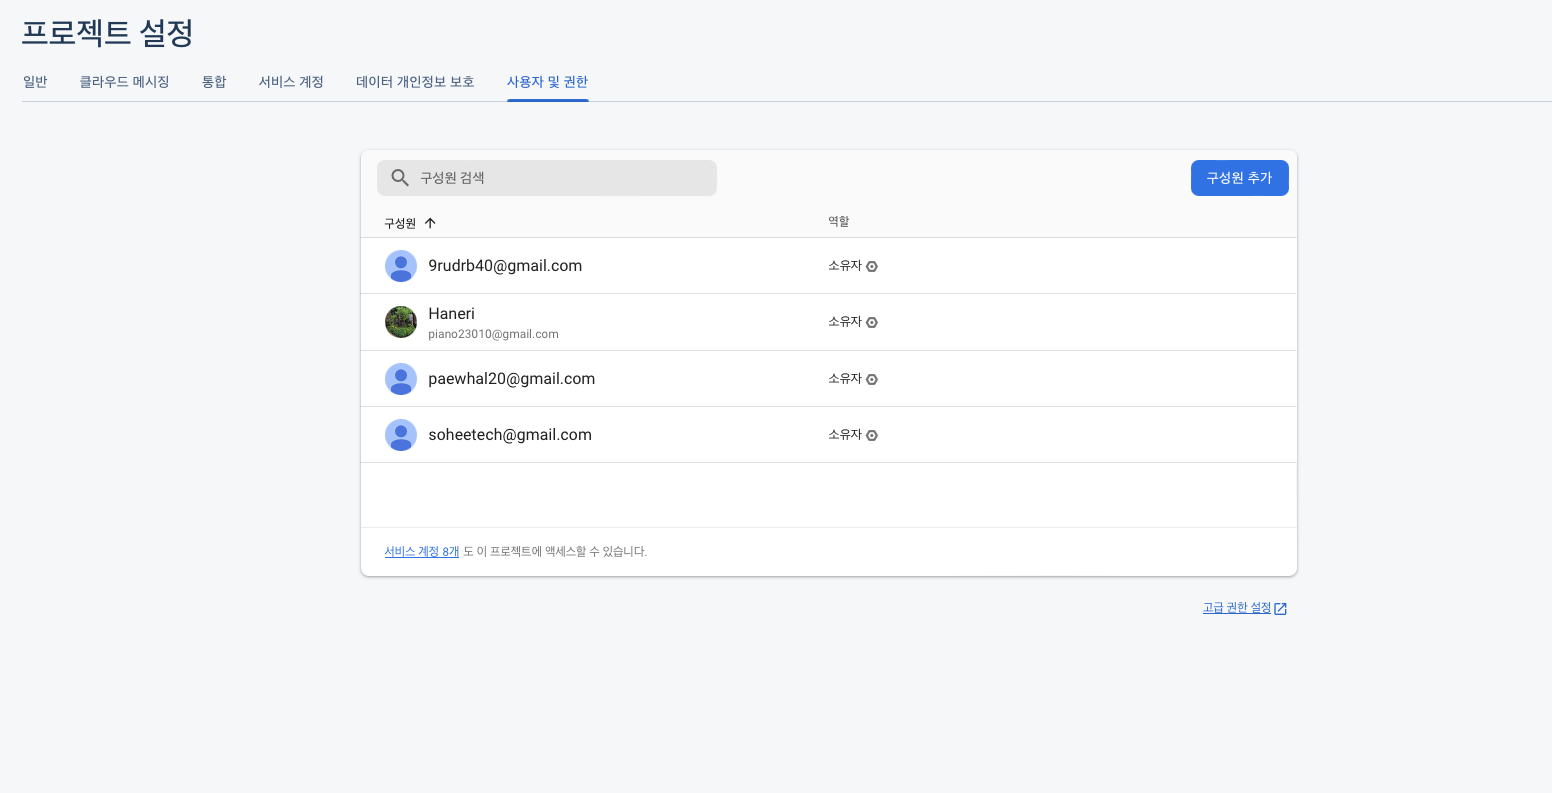 프로젝트 설정
일반 클라우드 메시징 통합 서비스 계정 데이터 개인정보 보호 사용자 및 권한
구성원 검색 구성원 추가
구성원 역할
9rudrb40@gmail.com 소유자
Haneri
piano23010@gmail.com 소유자
paewhal20@gmail.com 소유자
soheetech@gmail.com 소유자
서비스 계정 8개 도 이 프로젝트에 액세스할 수 있습니다.
고급 권한 설정